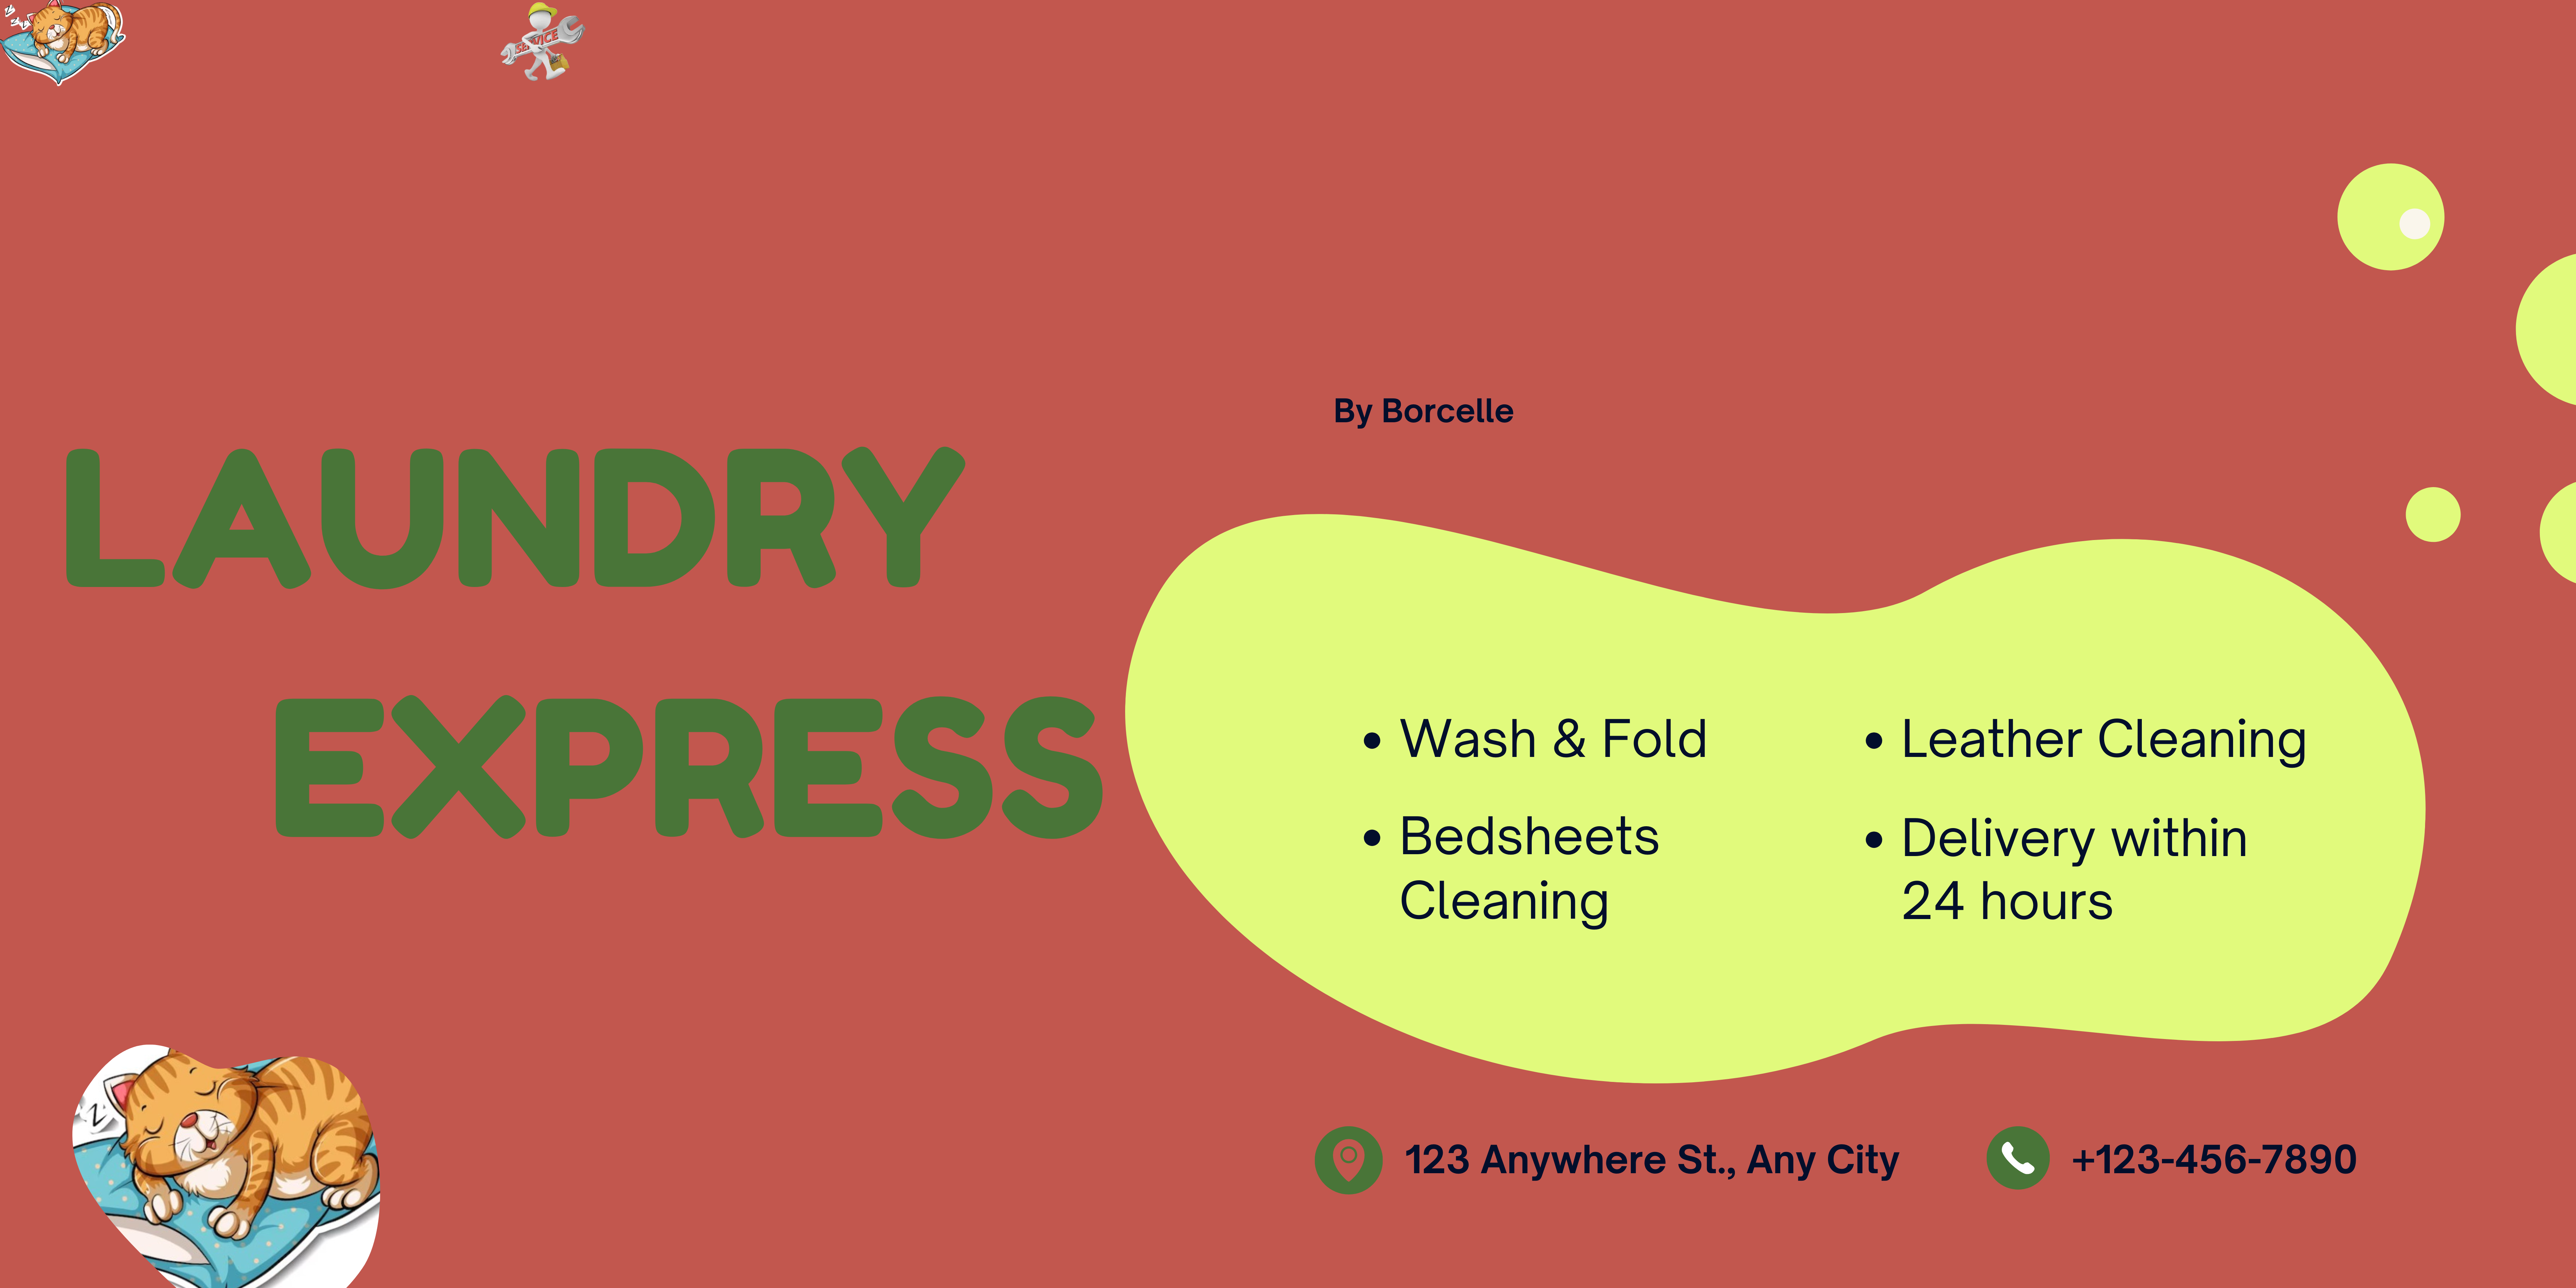 SERVICE
By Borcelle
LAUNDRY
EXPRESS
• Wash & Fold
• Bedsheets
Cleaning
• Leather Cleaning
• Delivery within
24 hours
123 Anywhere St., Any City
+123-456-7890
Z